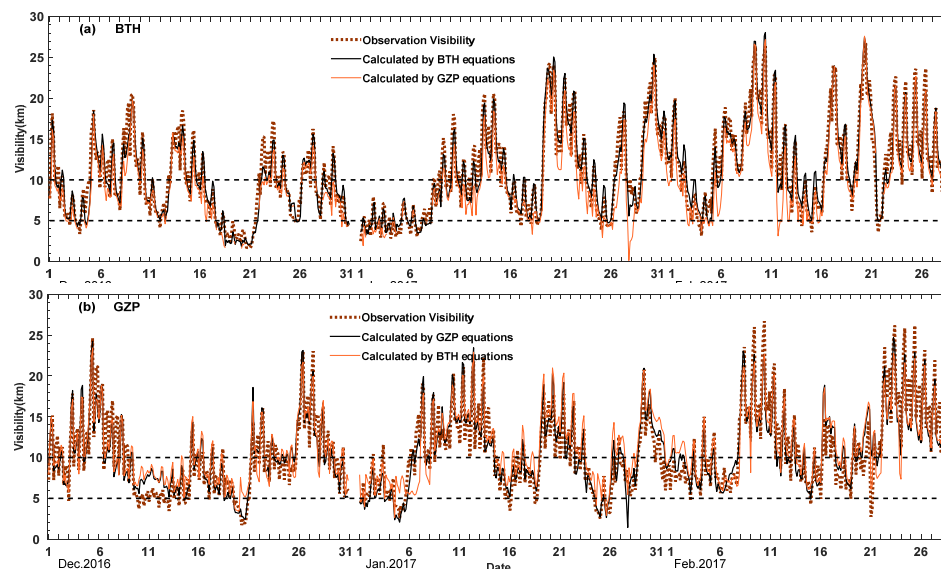 30
(a) BTH
Observation Visibility
Calculated by BTH equations
Calculated by GZP equations
25
20
15
10
5
0
Visibility(km)
1 6 11 16 21 26 31 1 6 11 16 21 26 31 1 6 11 16 21 26
30
(b) GZP
Observation Visibility
Calculated by GZP equations
Calculated by BTH equations
25
20
15
10
5
0
Visibility(km)
1 6 11 16 21 26 31 1 6 11 16 21 26 31 1 6 11 16 21 26
Dec.2016 Jan.2017 Date Feb.2017